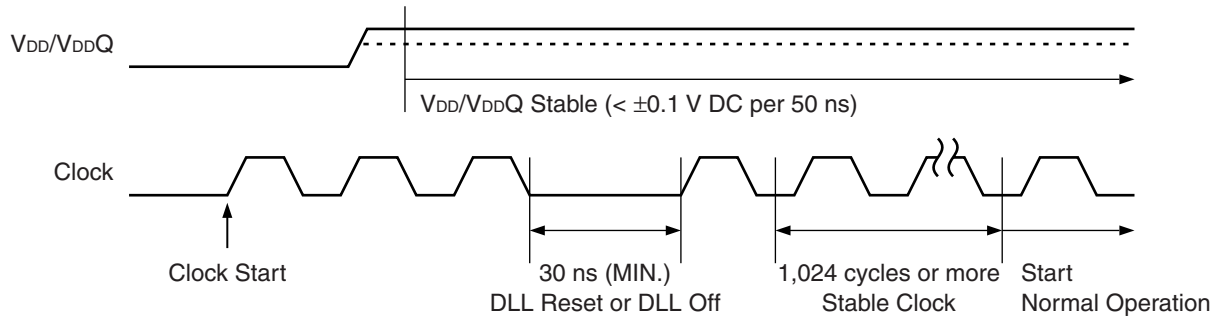 VDD/VDDQ
VDD/VDDQ Stable (< ±0.1 V DC per 50 ns)
Clock
Clock Start
30 ns (MIN.)
DLL Reset or DLL Off
1,024 cycles or more
Stable Clock
Start
Normal Operation